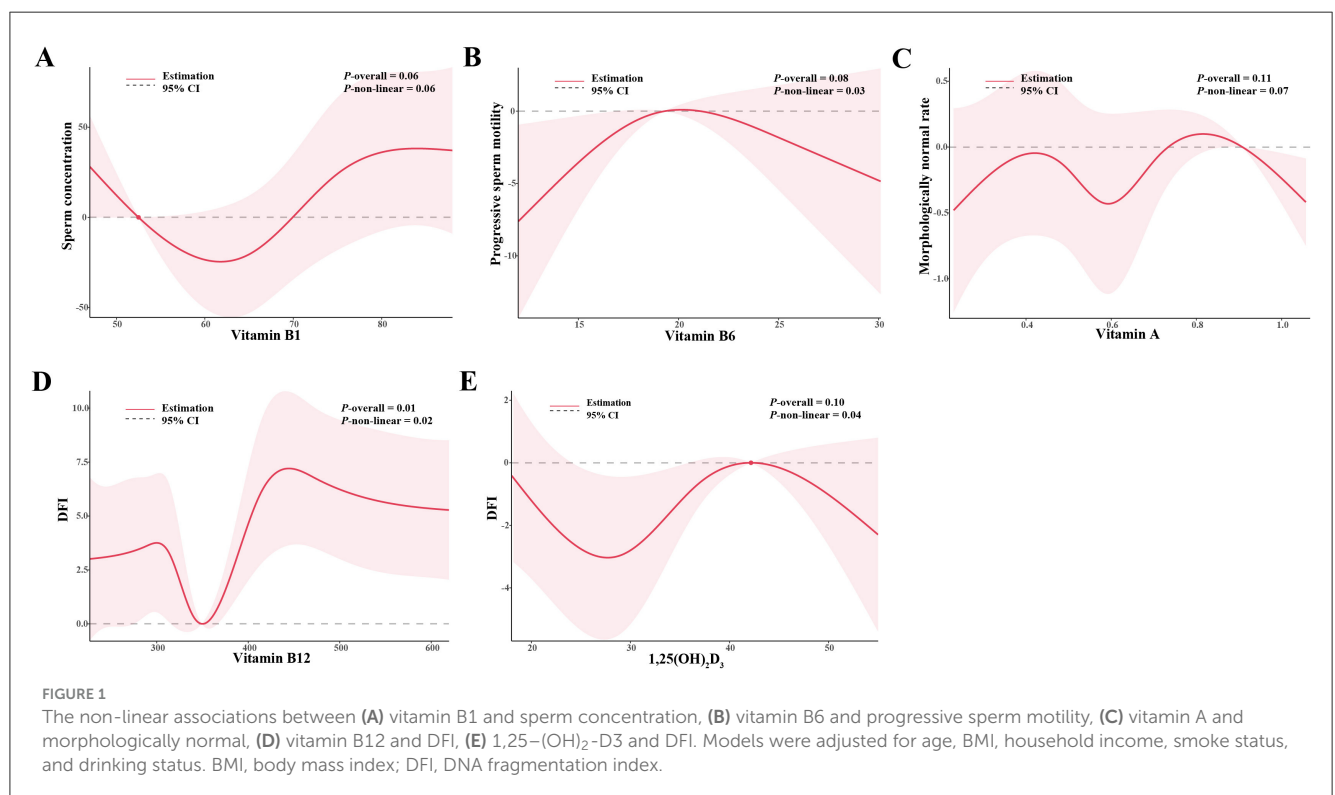 A
Estimation
95% CI
P-overall = 0.06
P-non-linear = 0.06
Sperm concentration
50
0
-50
50
60
70
80
Vitamin B1
B
Estimation
95% CI
P-overall = 0.08
P-non-linear = 0.03
Progressive sperm motility
0
-5
-10
15
20
25
30
Vitamin B6
C
Estimation
95% CI
P-overall = 0.11
P-non-linear = 0.07
Morphologically normal rate
0.5
0.0
-0.5
-1.0
0.4
0.6
0.8
1.0
Vitamin A
D
Estimation
95% CI
P-overall = 0.01
P-non-linear = 0.02
DFI
10.0
7.5
5.0
2.5
0.0
300
400
500
600
Vitamin B12
E
Estimation
95% CI
P-overall = 0.10
P-non-linear = 0.04
DFI
2
0
-2
-4
20
30
40
50
1,25(OH)₂D₃
FIGURE 1
The non-linear associations between (A) vitamin B1 and sperm concentration, (B) vitamin B6 and progressive sperm motility, (C) vitamin A and
morphologically normal, (D) vitamin B12 and DFI, (E) 1,25–(OH)₂-D3 and DFI. Models were adjusted for age, BMI, household income, smoke status,
and drinking status. BMI, body mass index; DFI, DNA fragmentation index.